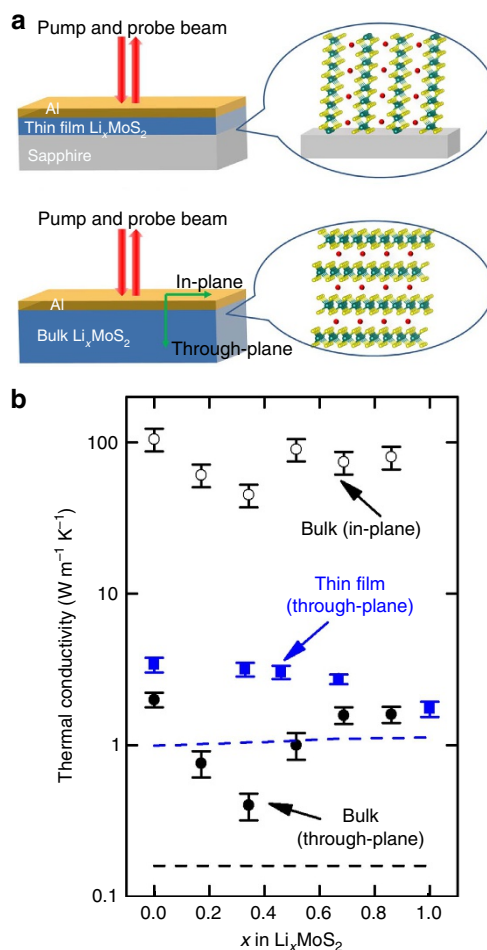 a
Pump and probe beam
Al
Thin film LiₓMoS₂
Sapphire
Pump and probe beam
In-plane
Al
Bulk LiₓMoS₂
Through-plane
b
Thermal conductivity (W m⁻¹ K⁻¹)
100
10
1
0.1
Bulk (in-plane)
Thin film
(through-plane)
Bulk
(through-plane)
0.0 0.2 0.4 0.6 0.8 1.0
x in LiₓMoS₂